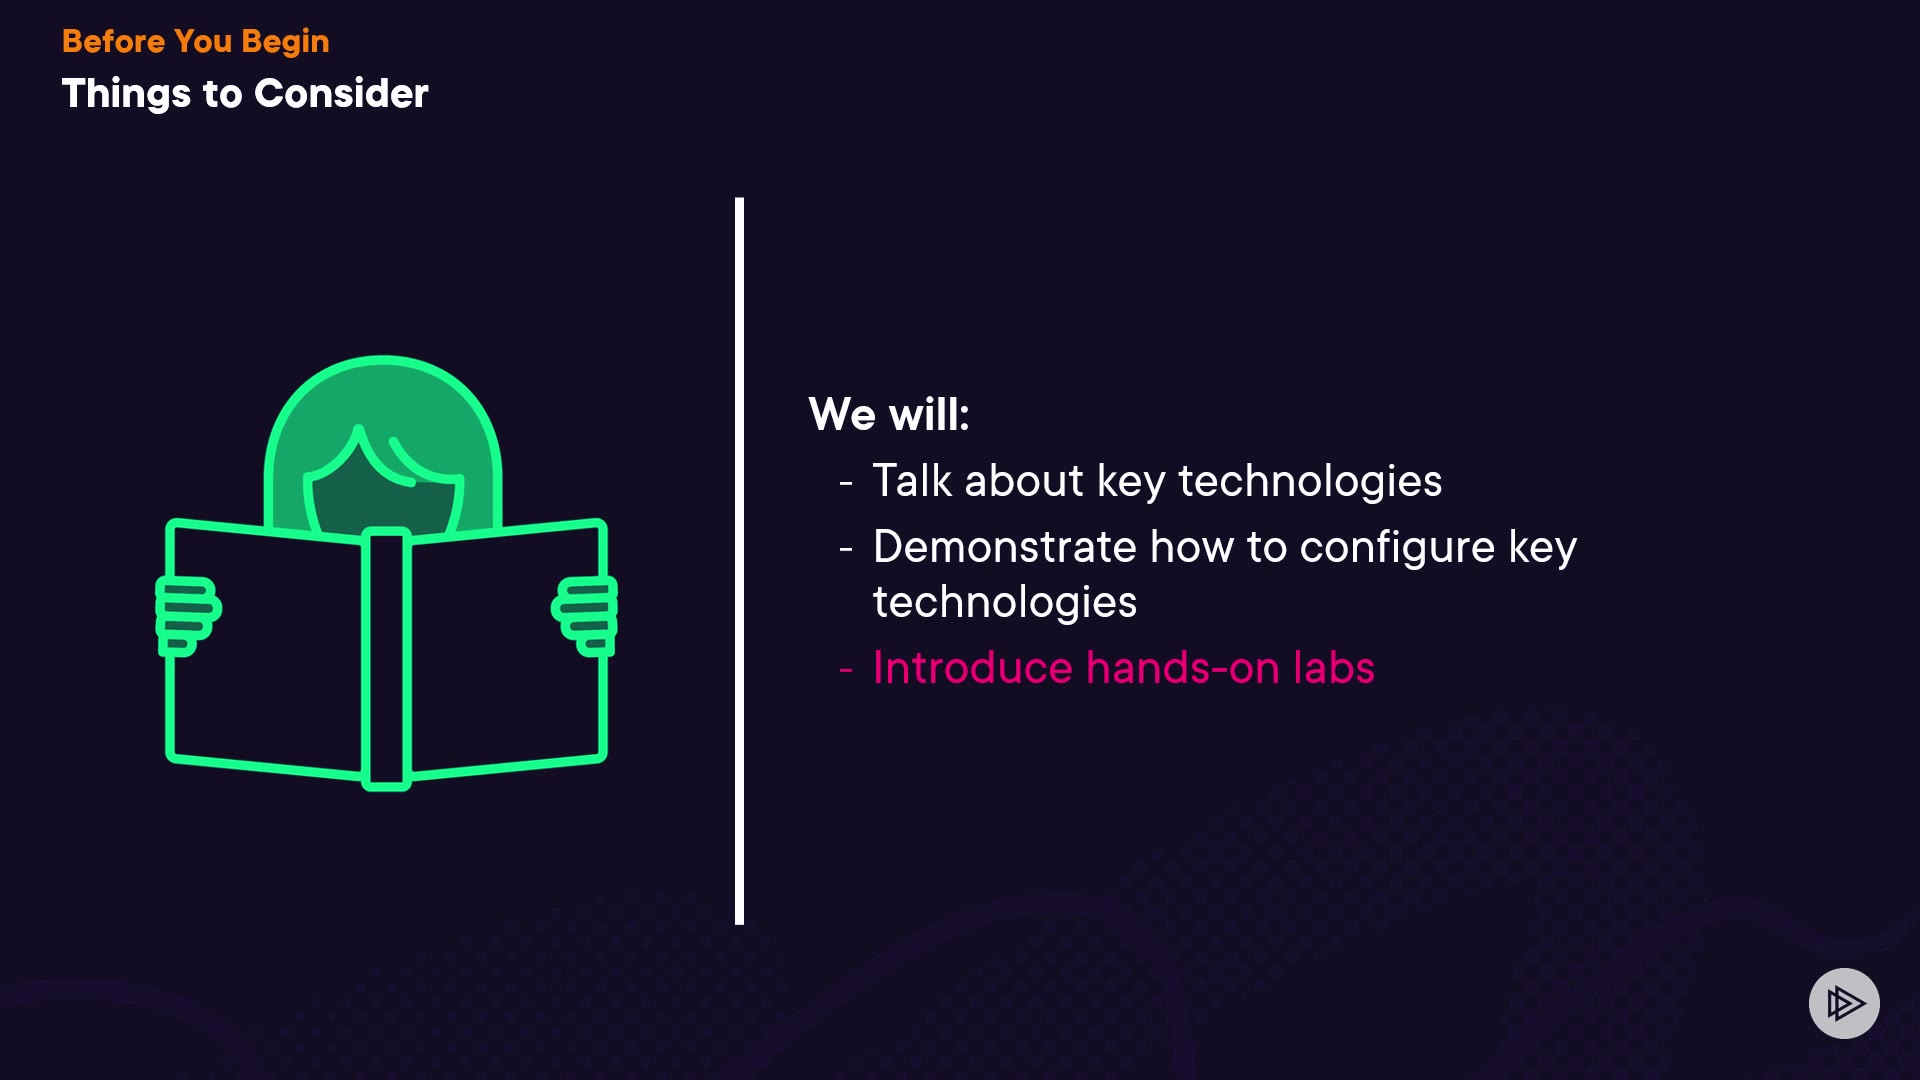 Before You Begin
Things to Consider
We will:
- Talk about key technologies
- Demonstrate how to configure key
technologies
- Introduce hands-on labs